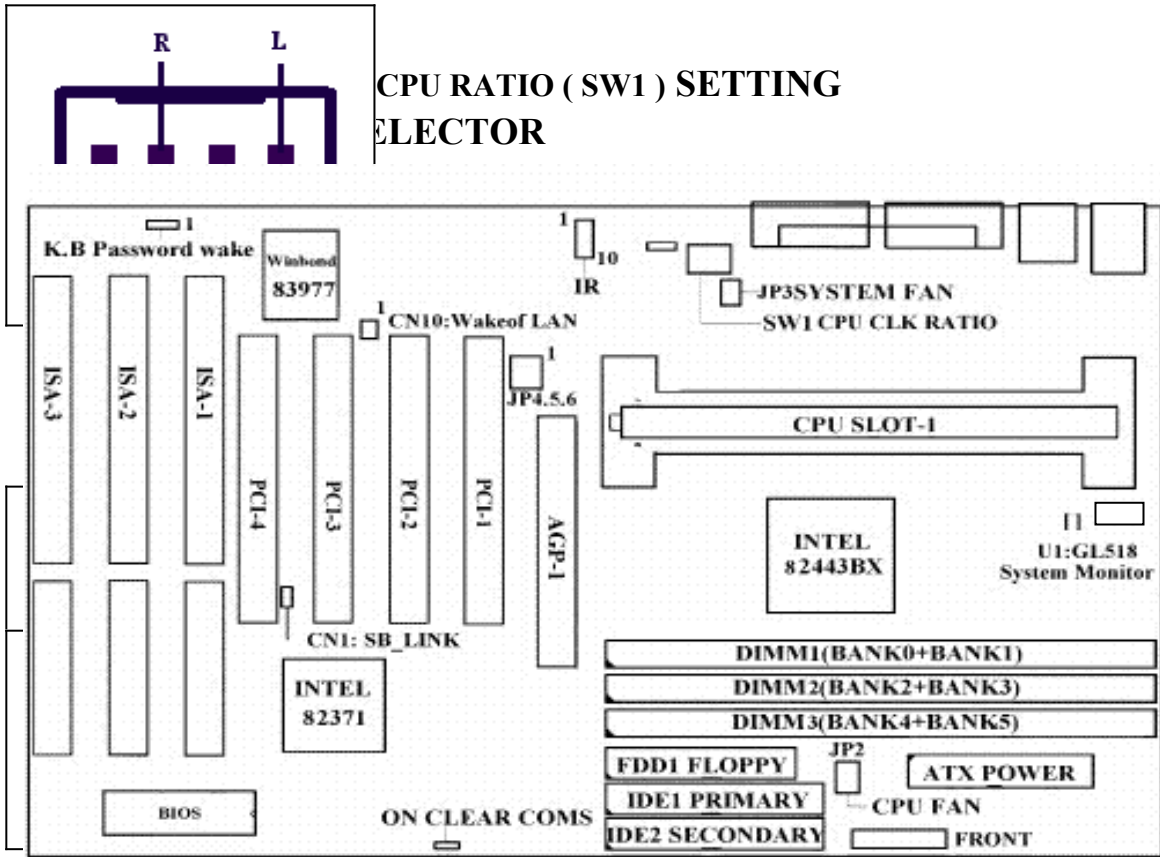 R L
CPU RATIO ( SW1 ) SETTING
ELECTOR
1
K.B Password wake
Winbond
83977
1
10
IR
JP3SYSTEM FAN
SW1 CPU CLK RATIO
1
CN10:Wakeof LAN
1
JP4.5.6
ISA-3
ISA-2
ISA-1
PCI-4
PCI-3
PCI-2
PCI-1
AGP-1
CPU SLOT-1
INTEL
82443BX
U1:GL518
System Monitor
CN1: SB_LINK
INTEL
82371
DIMM1(BANK0+BANK1)
DIMM2(BANK2+BANK3)
DIMM3(BANK4+BANK5)
JP2
FDD1 FLOPPY
ATX POWER
IDE1 PRIMARY
CPU FAN
BIOS
ON CLEAR COMS
IDE2 SECONDARY
FRONT